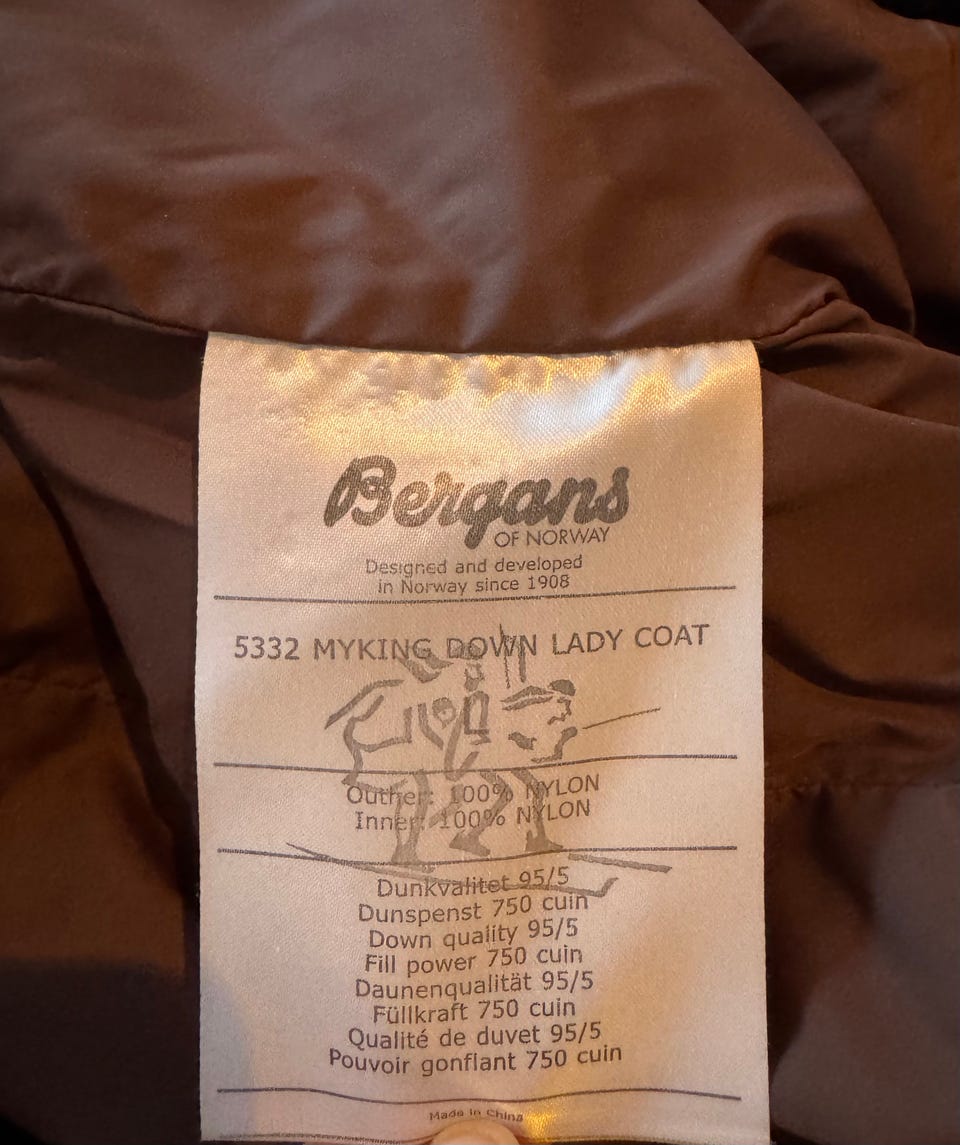 Bergans
OF NORWAY
Designed and developed
in Norway since 1908
5332 MYKING DOWN LADY COAT
Outher: 100% NYLON
Inner: 100% NYLON
Dunkvalitet 95/5
Dunspenst 750 cuin
Down quality 95/5
Fill power 750 cuin
Daunenqualität 95/5
Füllkraft 750 cuin
Qualité de duvet 95/5
Pouvoir gonflant 750 cuin
Made in China